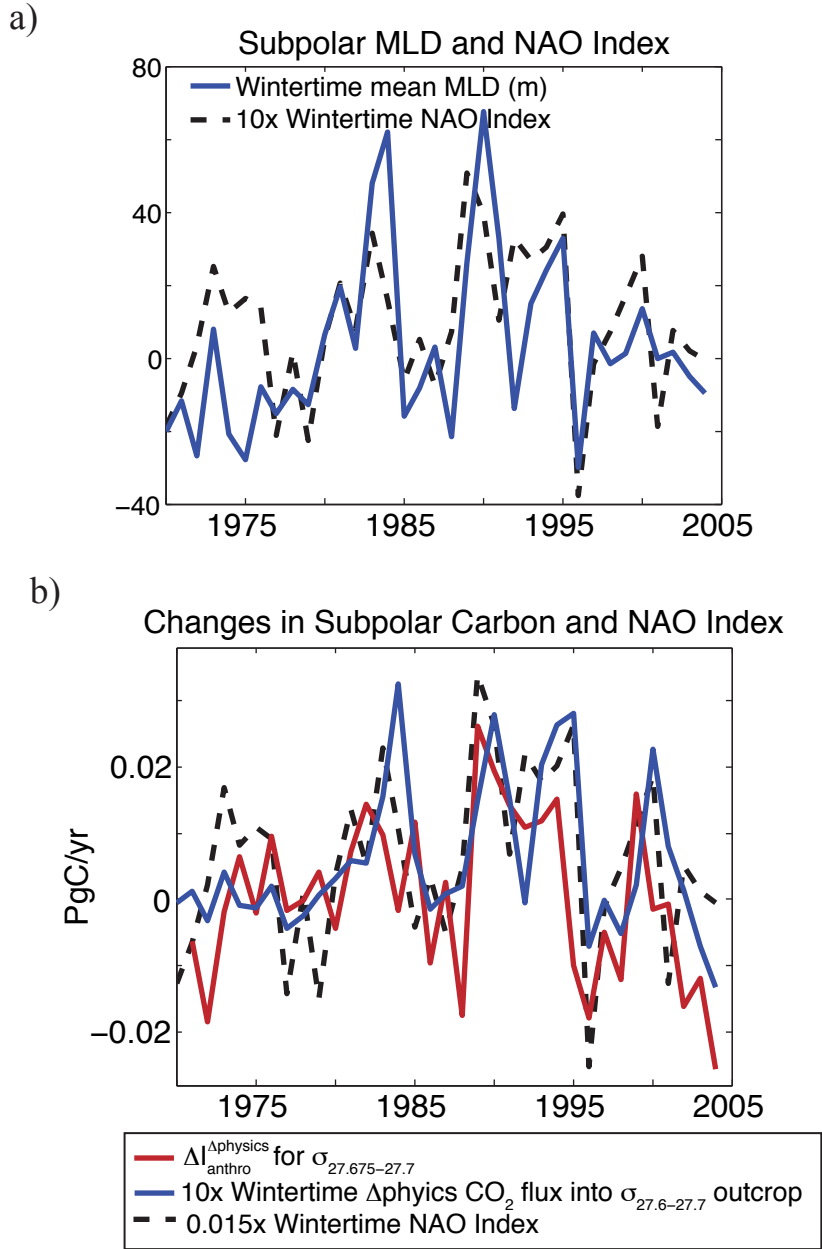 a)
Subpolar MLD and NAO Index
80
Wintertime mean MLD (m)
10x Wintertime NAO Index
40
0
−40
1975 1985 1995 2005
b)
Changes in Subpolar Carbon and NAO Index
0.02
PgC/yr
0
−0.02
1975 1985 1995 2005
ΔI^Δphysics_anthro for σ_27.675−27.7
10x Wintertime Δphyics CO₂ flux into σ_27.6−27.7 outcrop
0.015x Wintertime NAO Index